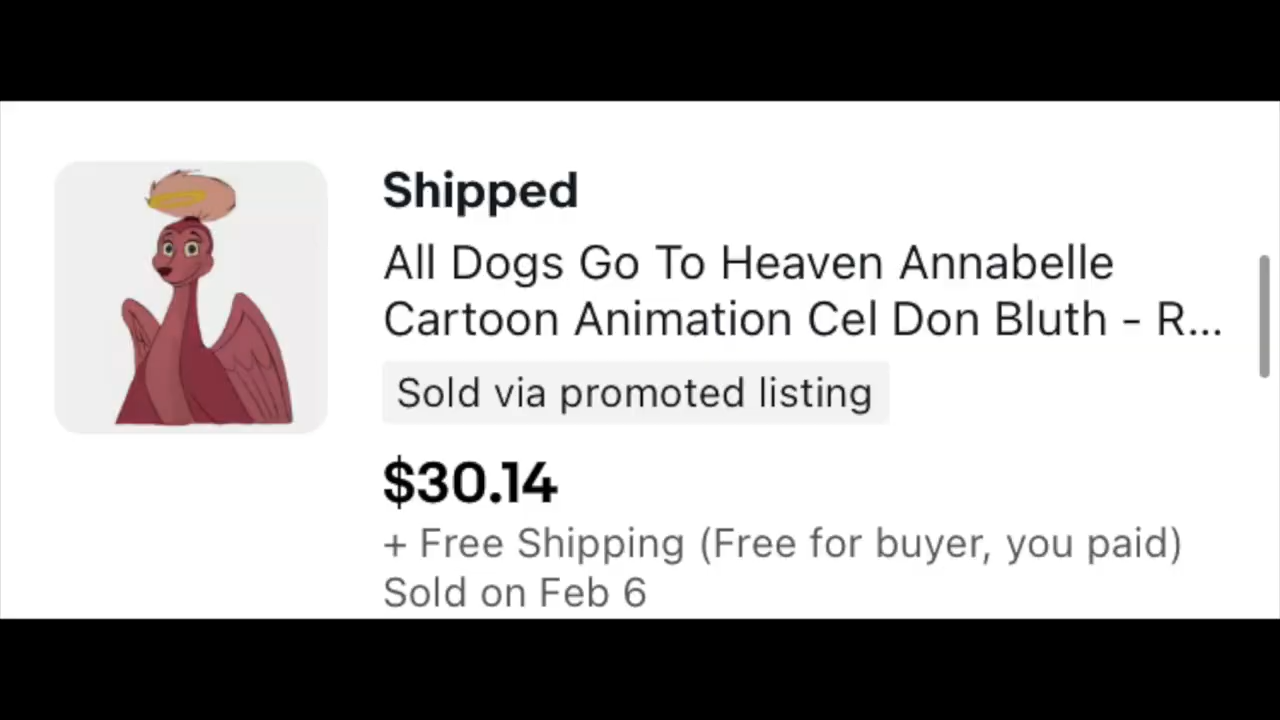 Shipped
All Dogs Go To Heaven Annabelle
Cartoon Animation Cel Don Bluth - R...
Sold via promoted listing
$30.14
+ Free Shipping (Free for buyer, you paid)
Sold on Feb 6